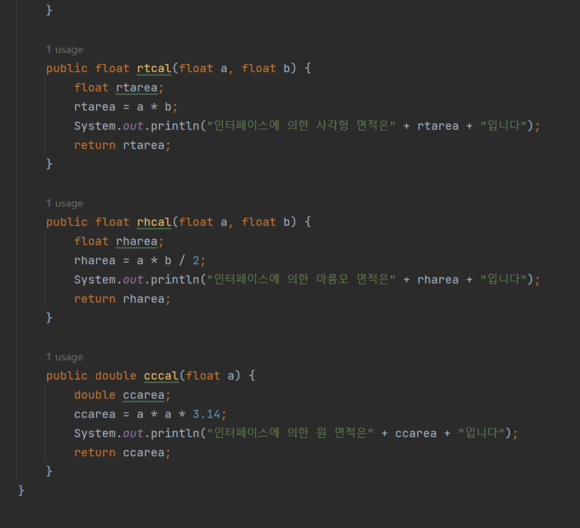 }
1 usage
public float rtcal(float a, float b) {
float rtarea;
rtarea = a * b;
System.out.println("인터페이스에 의한 사각형 면적은" + rtarea + "입니다");
return rtarea;
}
1 usage
public float rhcal(float a, float b) {
float rharea;
rharea = a * b / 2;
System.out.println("인터페이스에 의한 마름모 면적은" + rharea + "입니다");
return rharea;
}
1 usage
public double cccal(float a) {
double ccarea;
ccarea = a * a * 3.14;
System.out.println("인터페이스에 의한 원 면적은" + ccarea + "입니다");
return ccarea;
}
}